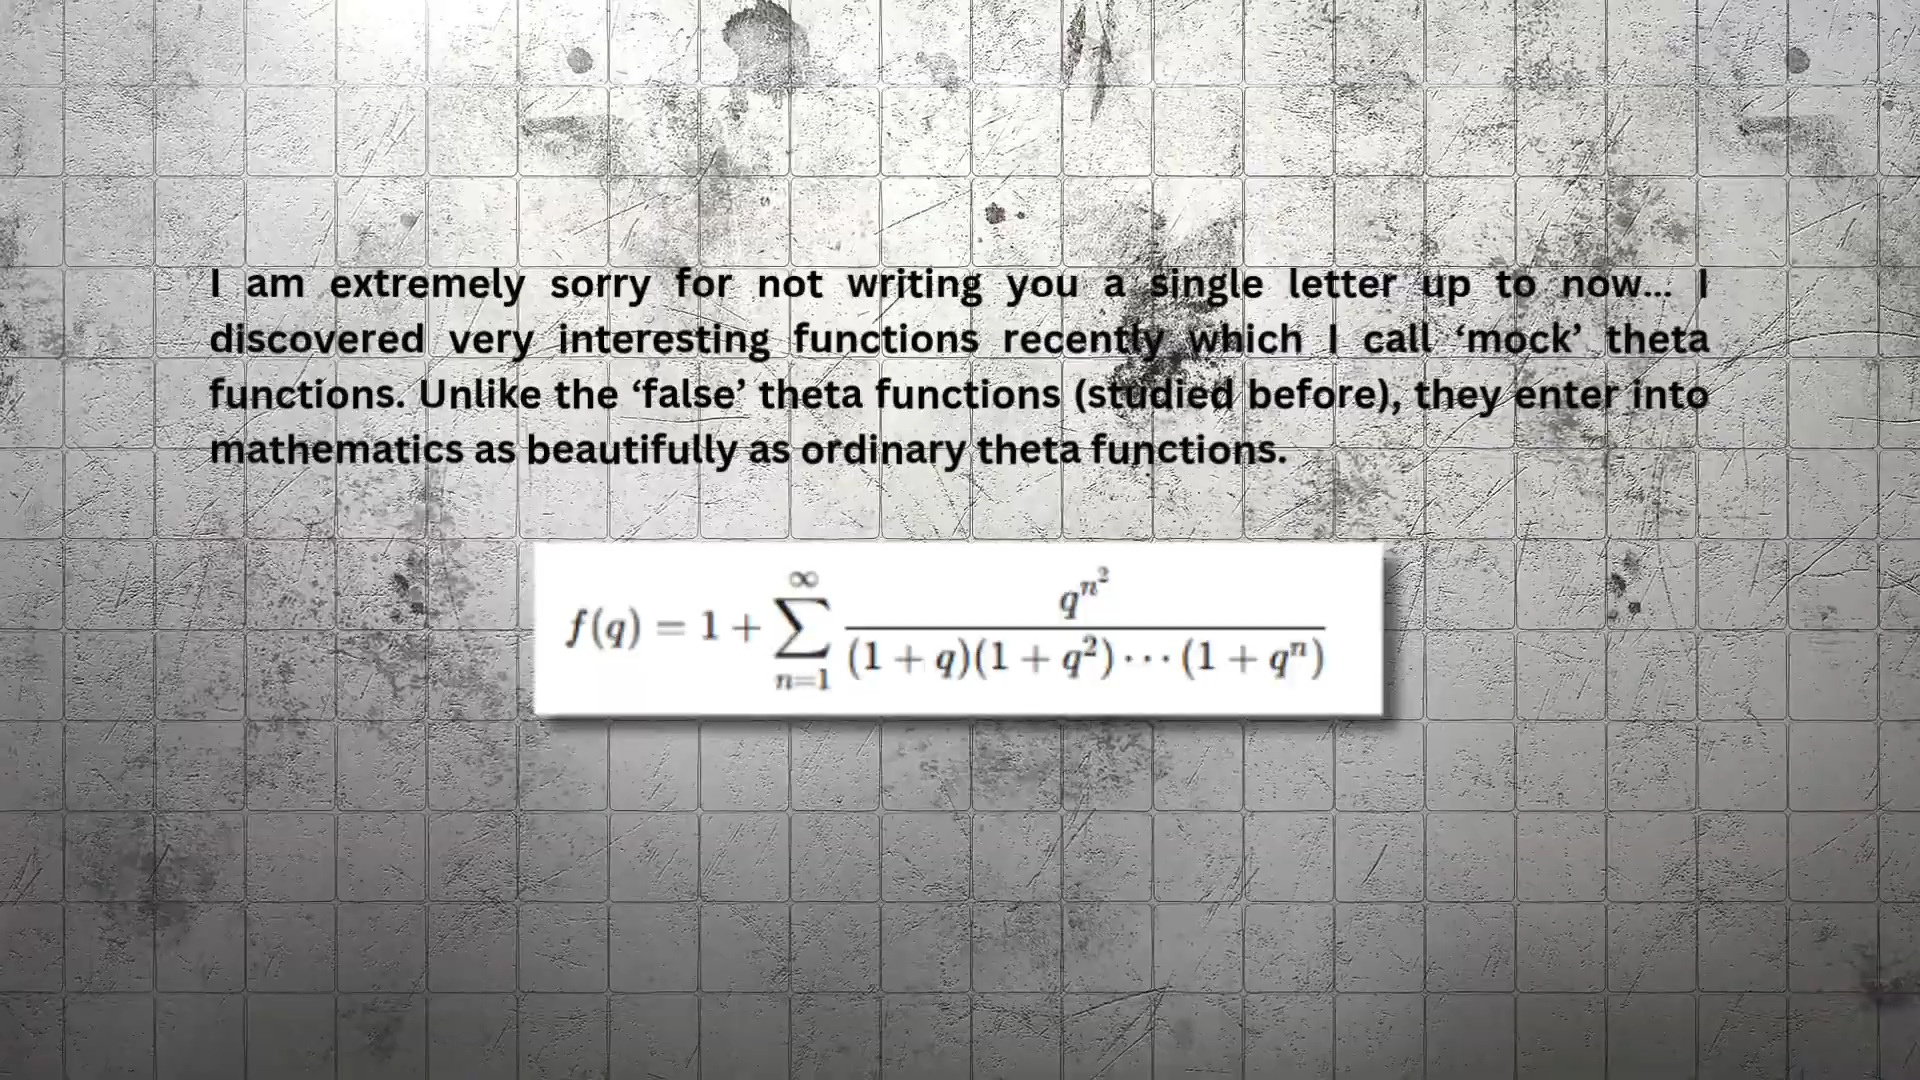 I am extremely sorry for not writing you a single letter up to now... I
discovered very interesting functions recently which I call ‘mock’ theta
functions. Unlike the ‘false’ theta functions (studied before), they enter into
mathematics as beautifully as ordinary theta functions.
f(q) = 1 + ∑_{n=1}^{∞} q^{n^2} / (1 + q)(1 + q^2) ··· (1 + q^n)